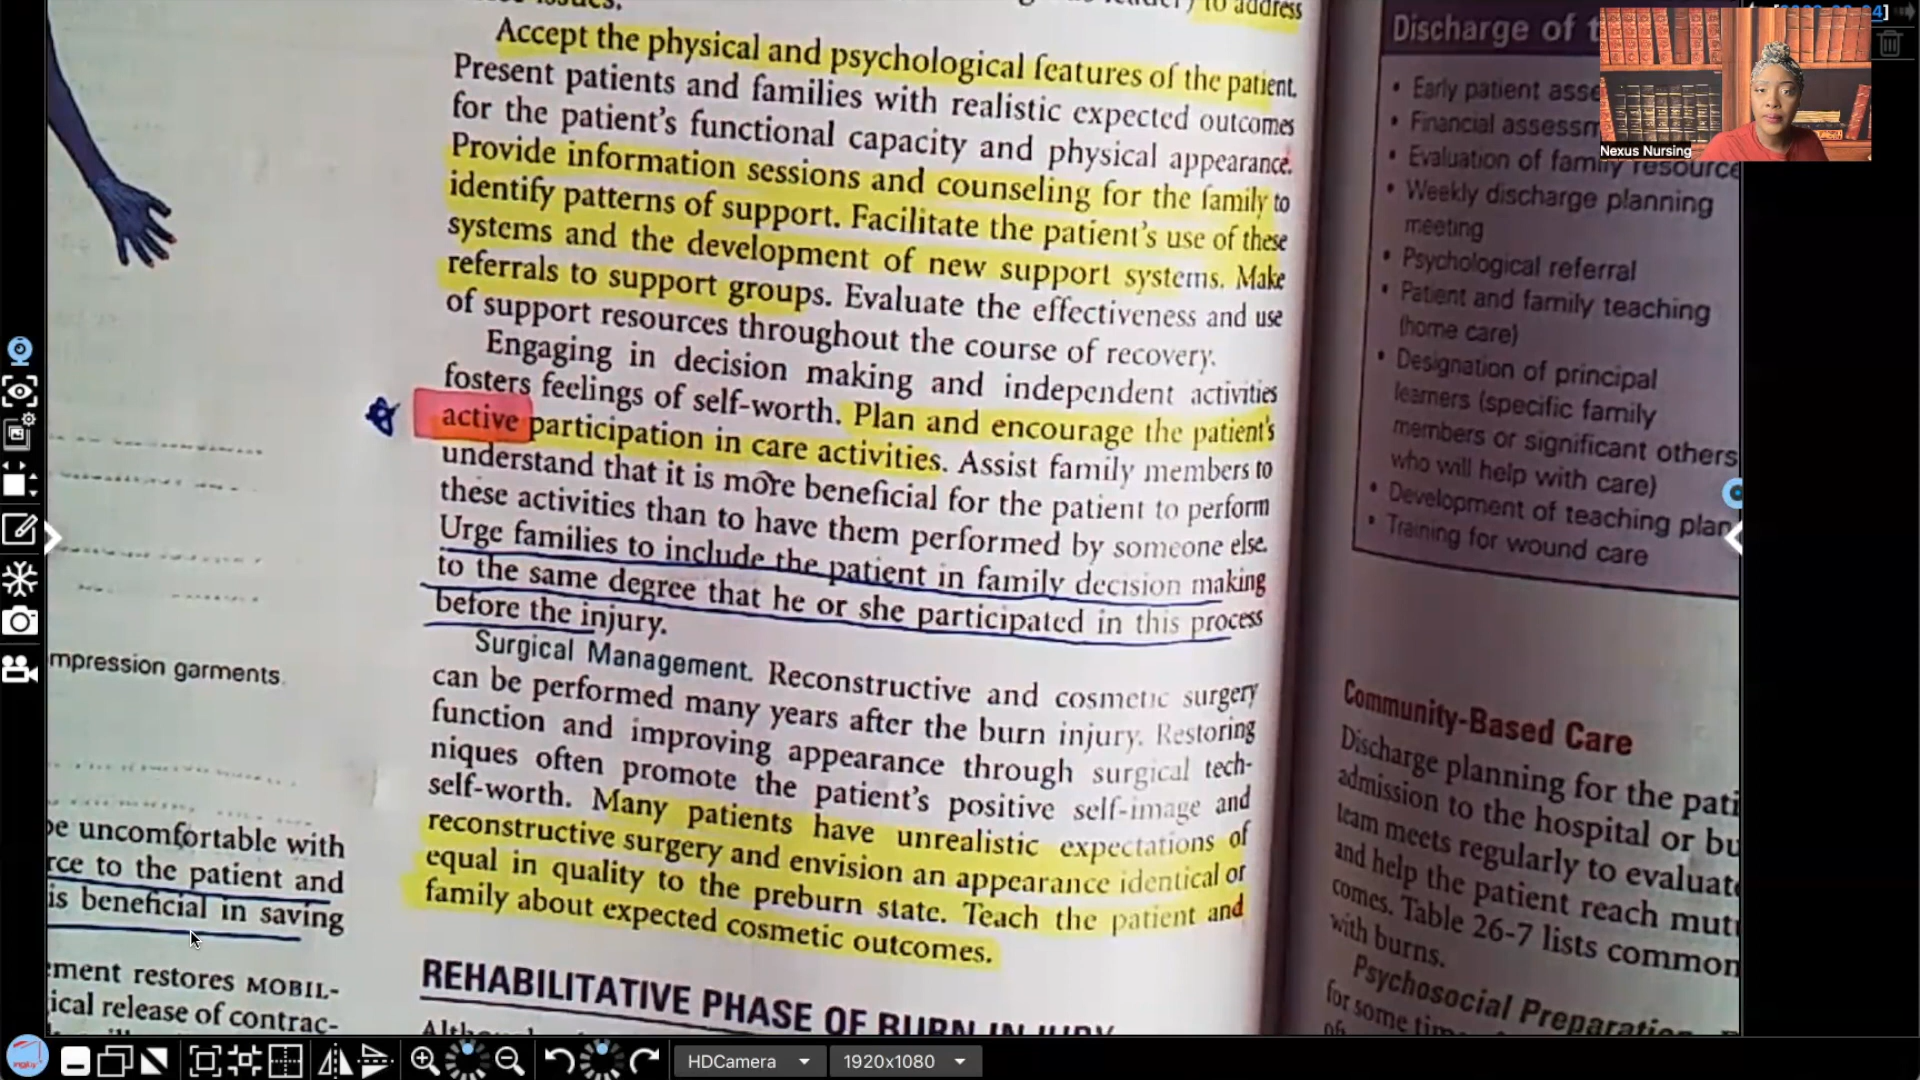 to address
Accept the physical and psychological features of the patient.
Present patients and families with realistic expected outcomes
for the patient's functional capacity and physical appearance.
Provide information sessions and counseling for the family to
identify patterns of support. Facilitate the patient's use of these
systems and the development of new support systems. Make
referrals to support groups. Evaluate the effectiveness and use
of support resources throughout the course of recovery.
Engaging in decision making and independent activities
fosters feelings of self-worth. Plan and encourage the patient's
active participation in care activities. Assist family members to
understand that it is more beneficial for the patient to perform
these activities than to have them performed by someone else.
Urge families to include the patient in family decision making
to the same degree that he or she participated in this process
before the injury.
Surgical Management. Reconstructive and cosmetic surgery
can be performed many years after the burn injury. Restoring
function and improving appearance through surgical tech-
niques often promote the patient's positive self-image and
self-worth. Many patients have unrealistic expectations of
reconstructive surgery and envision an appearance identical or
equal in quality to the preburn state. Teach the patient and
family about expected cosmetic outcomes.
REHABILITATIVE PHASE OF BURN INJURY
mpression garments.
be uncomfortable with
rce to the patient and
is beneficial in saving
ement restores MOBIL-
ical release of contrac-
Discharge of t
• Early patient asse
• Financial assessm
• Evaluation of family resource
• Weekly discharge planning
meeting
• Psychological referral
• Patient and family teaching
(home care)
• Designation of principal
learners (specific family
members or significant others
who will help with care)
• Development of teaching plan
• Training for wound care
Community-Based Care
Discharge planning for the pati
admission to the hospital or bu
team meets regularly to evaluate
and help the patient reach mutu
comes. Table 26-7 lists common
with burns.
Psychosocial Preparation
for some time
Nexus Nursing
HDCamera
1920x1080